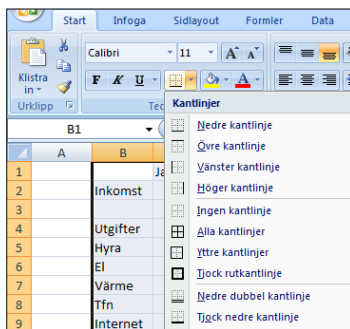 Start Infoga Sidlayout Formler Data
Calibri 11 A A
Klistra in
F K U A
Urklipp
Kantlinjer
B1
Nedre kantlinje
Övre kantlinje
Vänster kantlinje
Höger kantlinje
Ingen kantlinje
Alla kantlinjer
Yttre kantlinjer
Tjock rutkantlinje
Nedre dubbel kantlinje
Tjock nedre kantlinje
A B
1
2 Inkomst
3
4 Utgifter
5 Hyra
6 El
7 Värme
8 Tfn
9 Internet